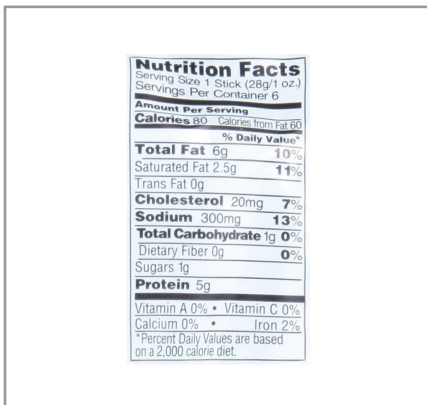 Nutrition Facts
Serving Size 1 Stick (28g/1 oz.)
Servings Per Container 6
Amount Per Serving
Calories 80 Calories from Fat 60
% Daily Value*
Total Fat 6g 10%
Saturated Fat 2.5g 11%
Trans Fat 0g
Cholesterol 20mg 7%
Sodium 300mg 13%
Total Carbohydrate 1g 0%
Dietary Fiber 0g 0%
Sugars 1g
Protein 5g
Vitamin A 0% • Vitamin C 0%
Calcium 0% • Iron 2%
*Percent Daily Values are based
on a 2,000 calorie diet.